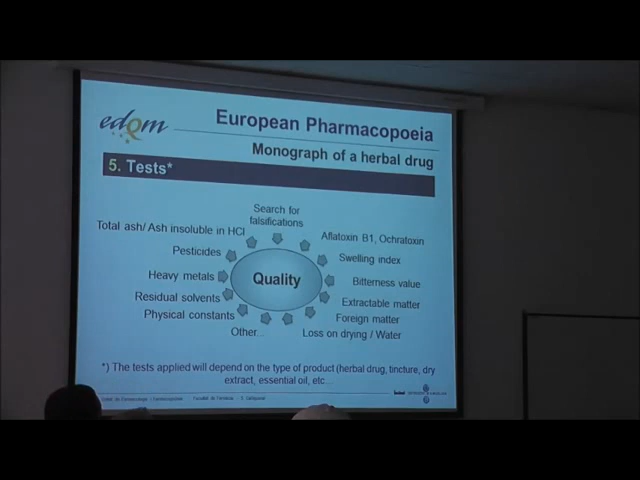 edQm
European Pharmacopoeia
Monograph of a herbal drug
5. Tests*
Search for
falsifications
Total ash/ Ash insoluble in HCl
Aflatoxin B1, Ochratoxin
Pesticides
Swelling index
Heavy metals
Quality
Bitterness value
Residual solvents
Extractable matter
Physical constants
Foreign matter
Other...
Loss on drying / Water
*) The tests applied will depend on the type of product (herbal drug, tincture, dry
extract, essential oil, etc...